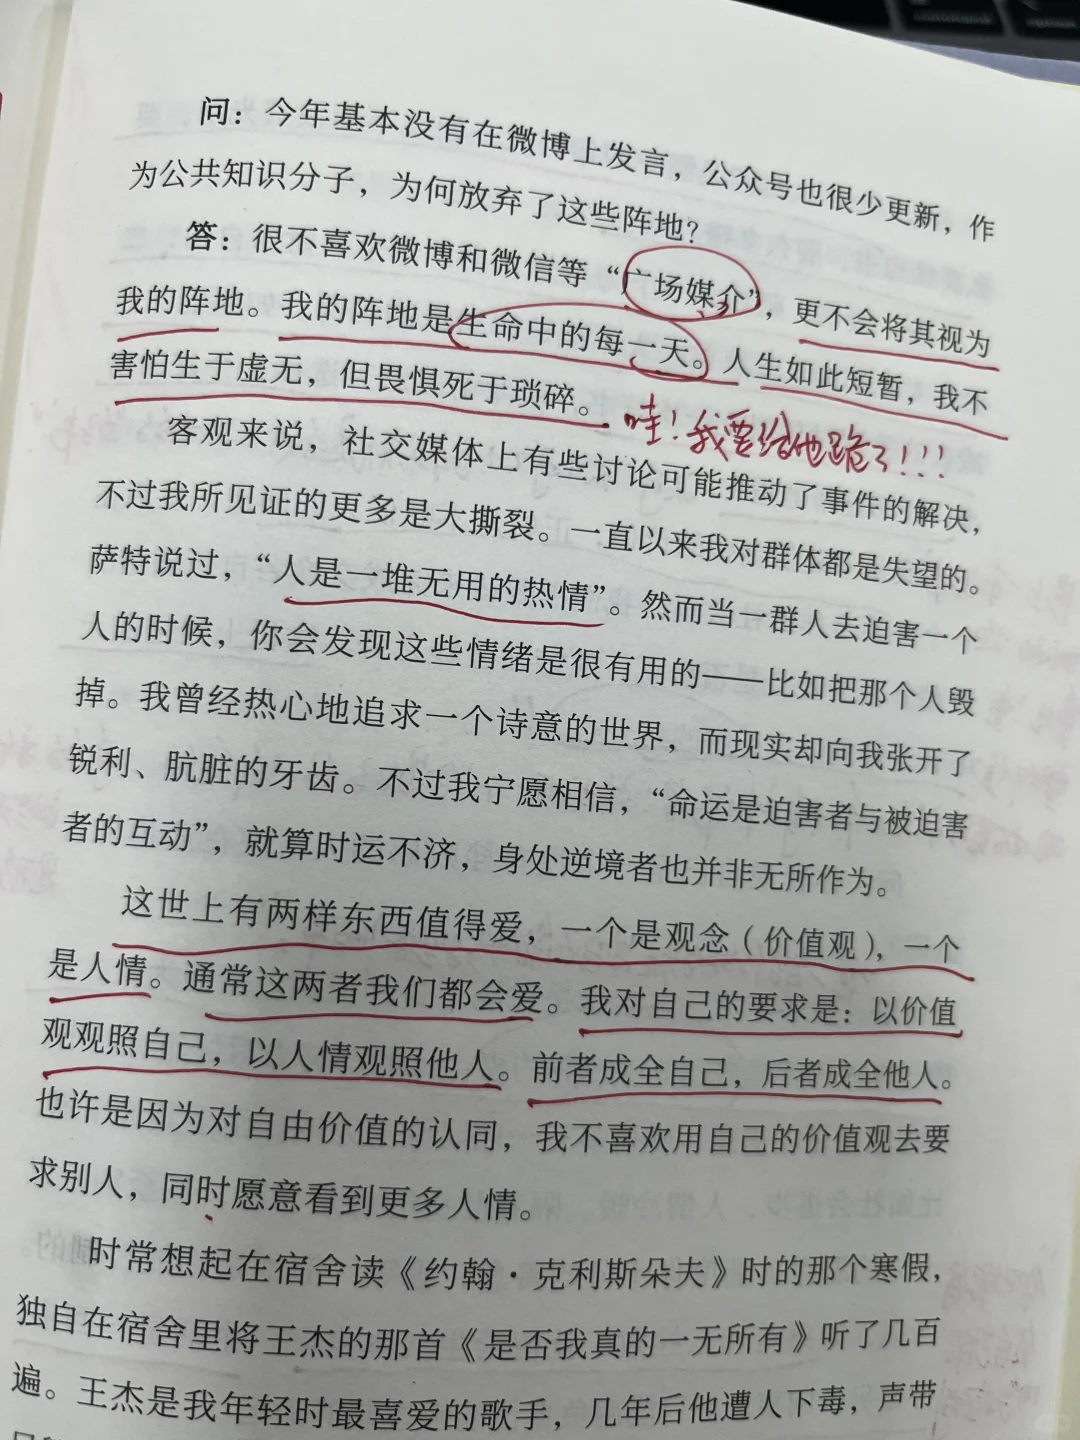 问：今年基本没有在微博上发言，公众号也很少更新，作
为公共知识分子，为何放弃了这些阵地？
答：很不喜欢微博和微信等“广场媒介”，更不会将其视为
我的阵地。我的阵地是生命中的每一天。人生如此短暂，我不
害怕生于虚无，但畏惧死于琐碎。
哇！我要给他跪了！！！
客观来说，社交媒体上有些讨论可能推动了事件的解决，
不过我所见证的更多是大撕裂。一直以来我对群体都是失望的。
萨特说过，“人是一堆无用的热情”。然而当一群人去迫害一个
人的时候，你会发现这些情绪是很有用的——比如把那个人毁
掉。我曾经热心地追求一个诗意的世界，而现实却向我张开了
锐利、肮脏的牙齿。不过我宁愿相信，“命运是迫害者与被迫害
者的互动”，就算时运不济，身处逆境者也并非无所作为。
这世上有两样东西值得爱，一个是观念（价值观），一个
是人情。通常这两者我们都会爱。我对自己的要求是：以价值
观观照自己，以人情观照他人。前者成全自己，后者成全他人。
也许是因为对自由价值的认同，我不喜欢用自己的价值观去要
求别人，同时愿意看到更多人情。
时常想起在宿舍读《约翰·克利斯朵夫》时的那个寒假，
独自在宿舍里将王杰的那首《是否我真的一无所有》听了几百
遍。王杰是我年轻时最喜爱的歌手，几年后他遭人下毒，声带